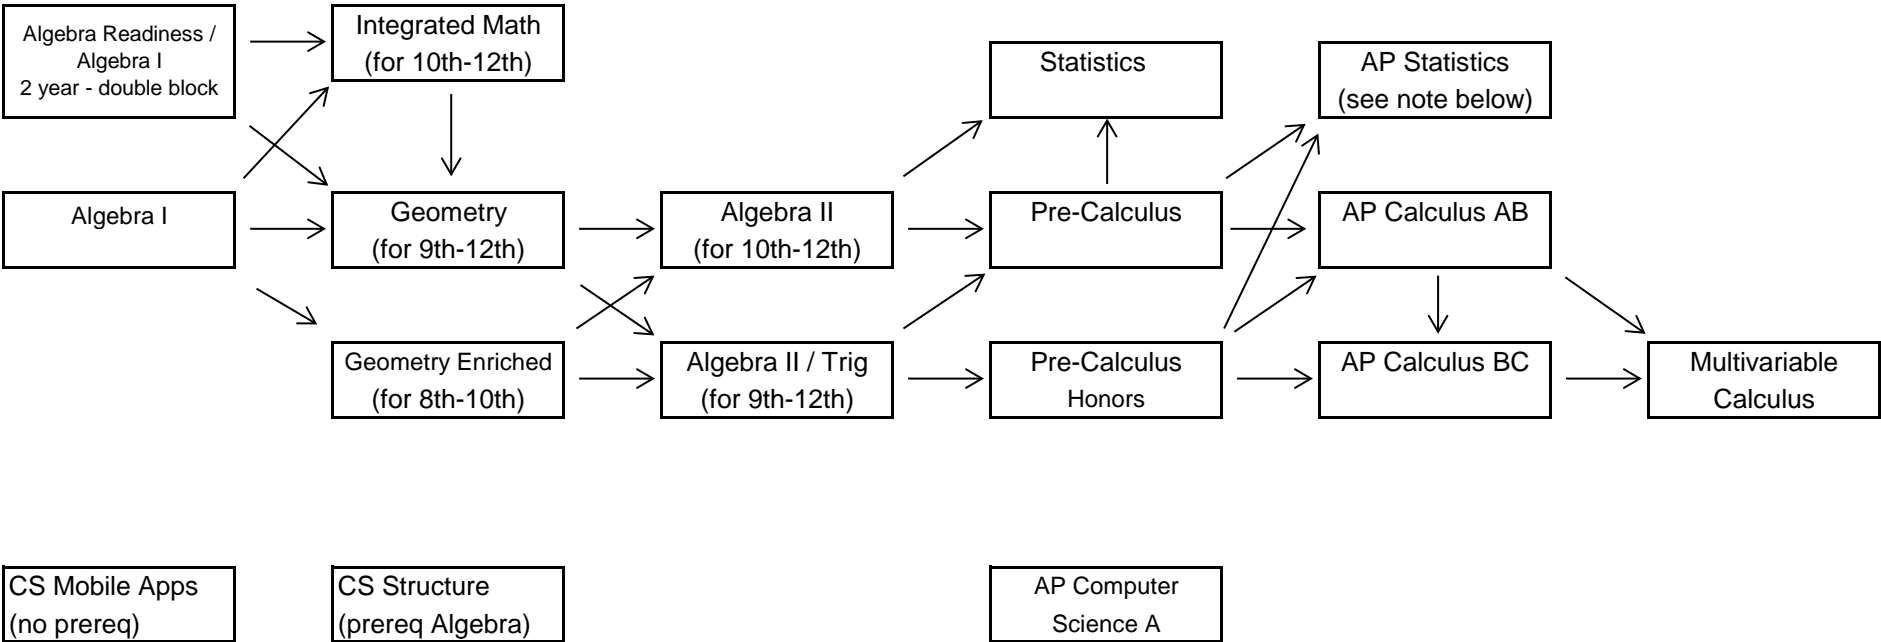 Algebra Readiness /
Algebra I
2 year - double block
Integrated Math
(for 10th-12th)
Statistics
AP Statistics
(see note below)
Algebra I
Geometry
(for 9th-12th)
Algebra II
(for 10th-12th)
Pre-Calculus
AP Calculus AB
Geometry Enriched
(for 8th-10th)
Algebra II / Trig
(for 9th-12th)
Pre-Calculus
Honors
AP Calculus BC
Multivariable
Calculus
CS Mobile Apps
(no prereq)
CS Structure
(prereq Algebra)
AP Computer
Science A